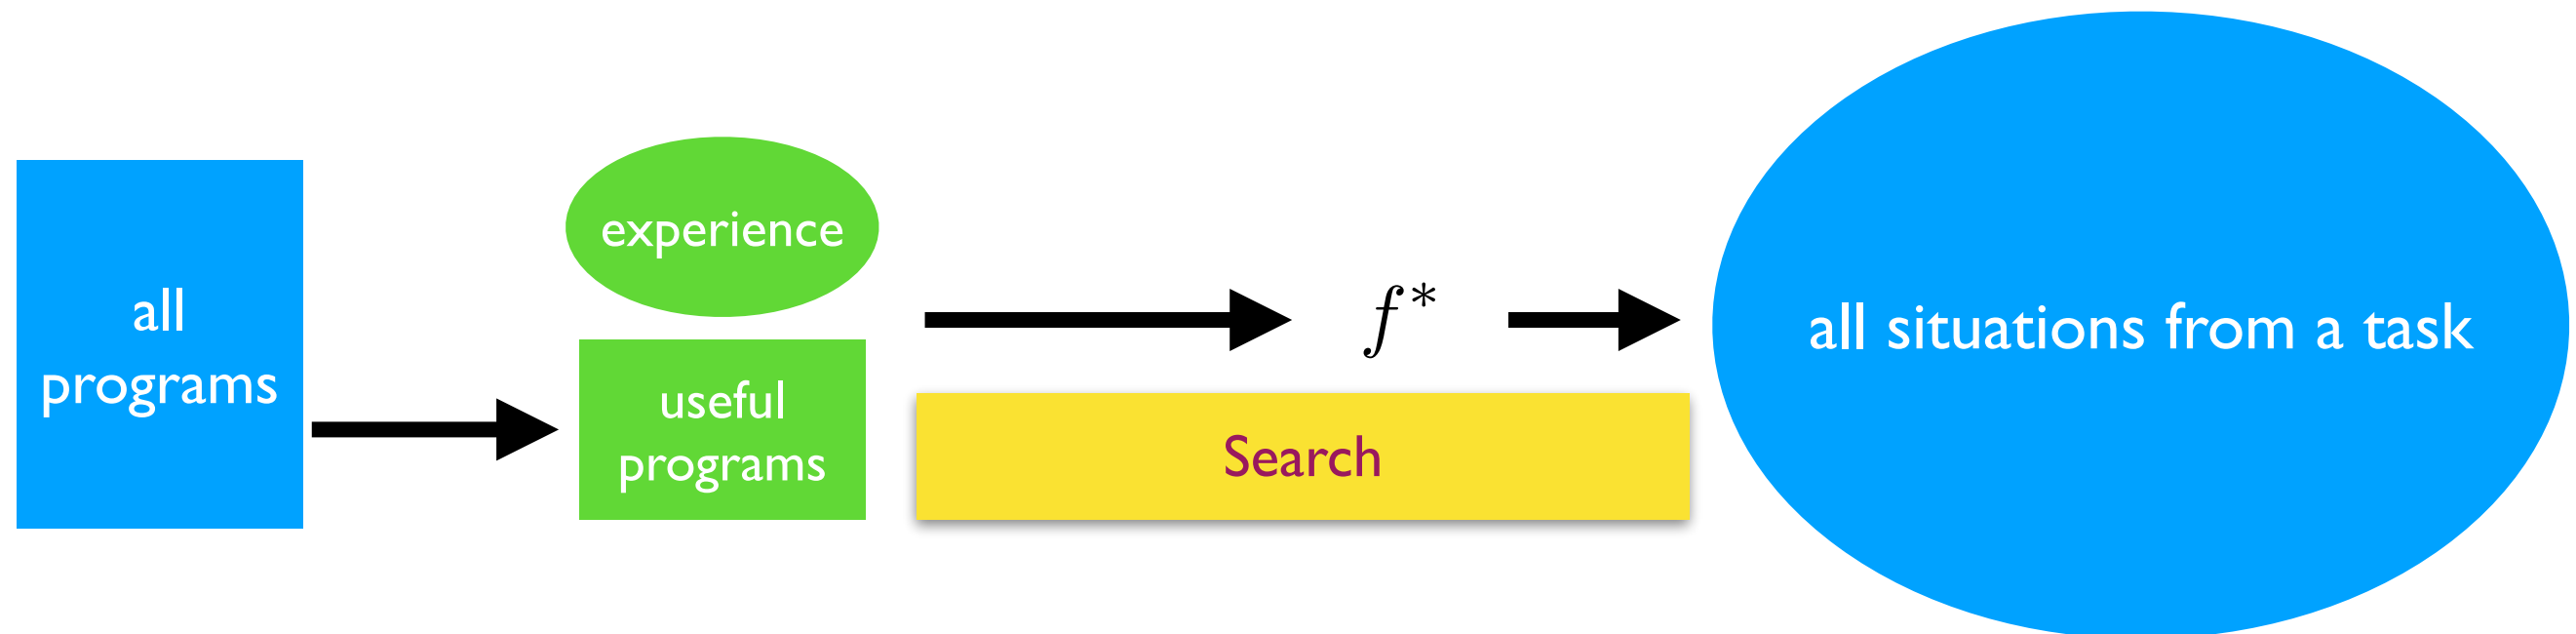 all
programs
experience
useful
programs
f*
Search
all situations from a task